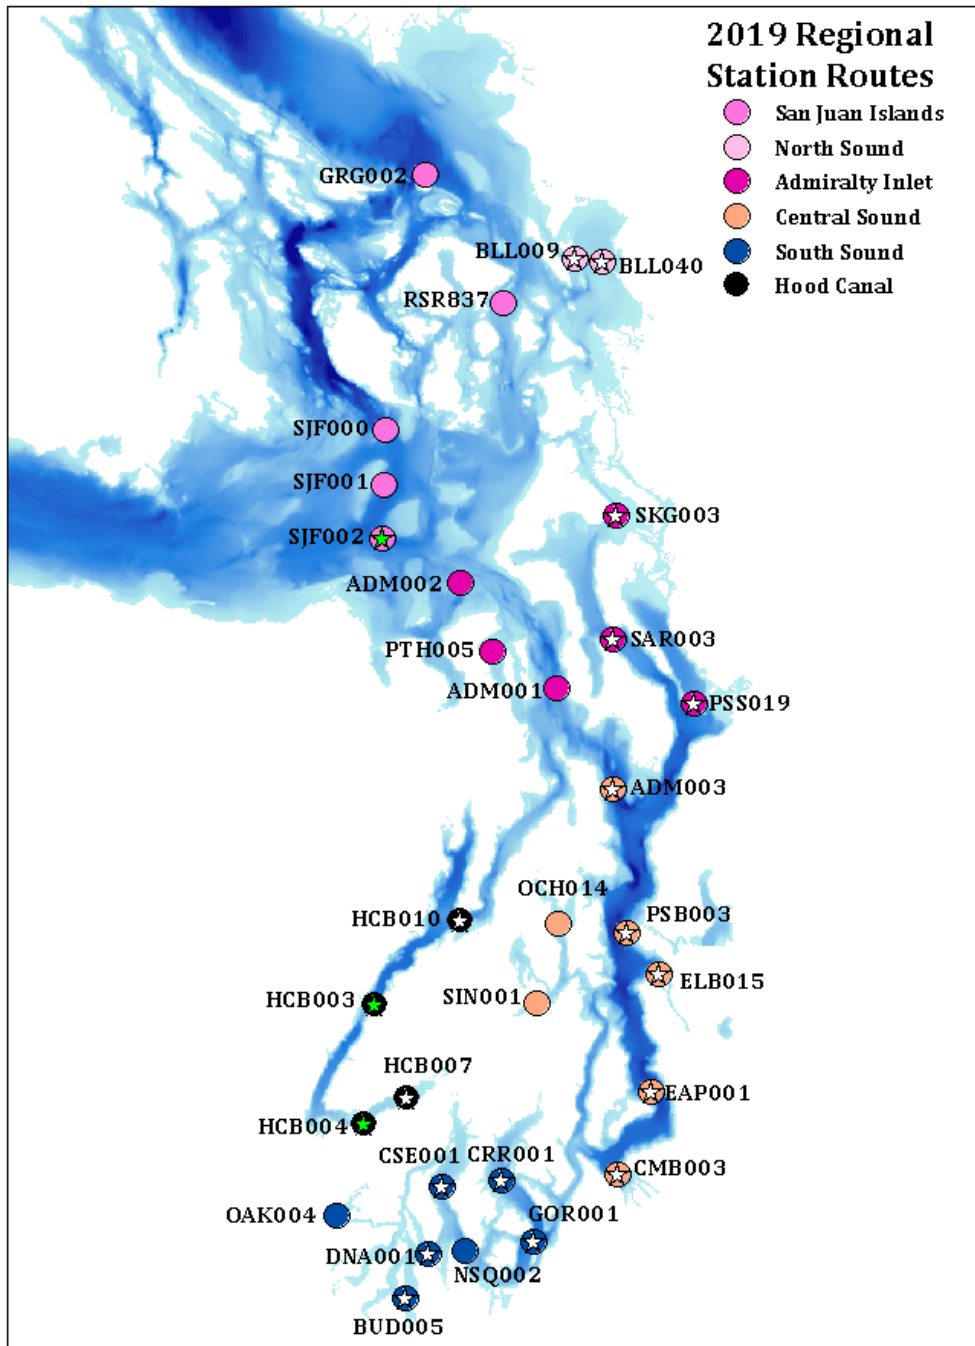 2019 Regional
Station Routes
San Juan Islands
North Sound
Admiralty Inlet
Central Sound
South Sound
Hood Canal
GRG002
BLL009
BLL040
RSR837
SJF000
SJF001
SJF002
SKG003
ADM002
SAR003
PTH005
ADM001
PSS019
ADM003
OCH014
HCB010
PSB003
ELB015
HCB003
SIN001
HCB007
EAP001
HCB004
CSE001
CRR001
CMB003
OAK004
GOR001
DNA001
NSQ002
BUD005